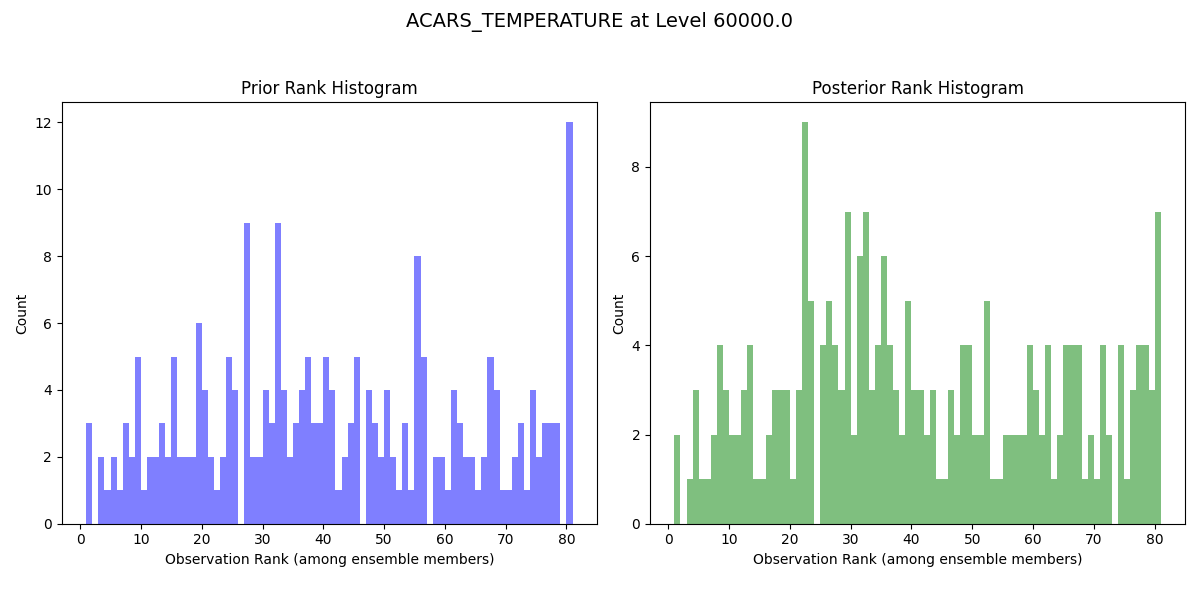 ACARS_TEMPERATURE at Level 60000.0
Prior Rank Histogram
Count
12
10
8
6
4
2
0
0 10 20 30 40 50 60 70 80
Observation Rank (among ensemble members)
Posterior Rank Histogram
Count
8
6
4
2
0
0 10 20 30 40 50 60 70 80
Observation Rank (among ensemble members)